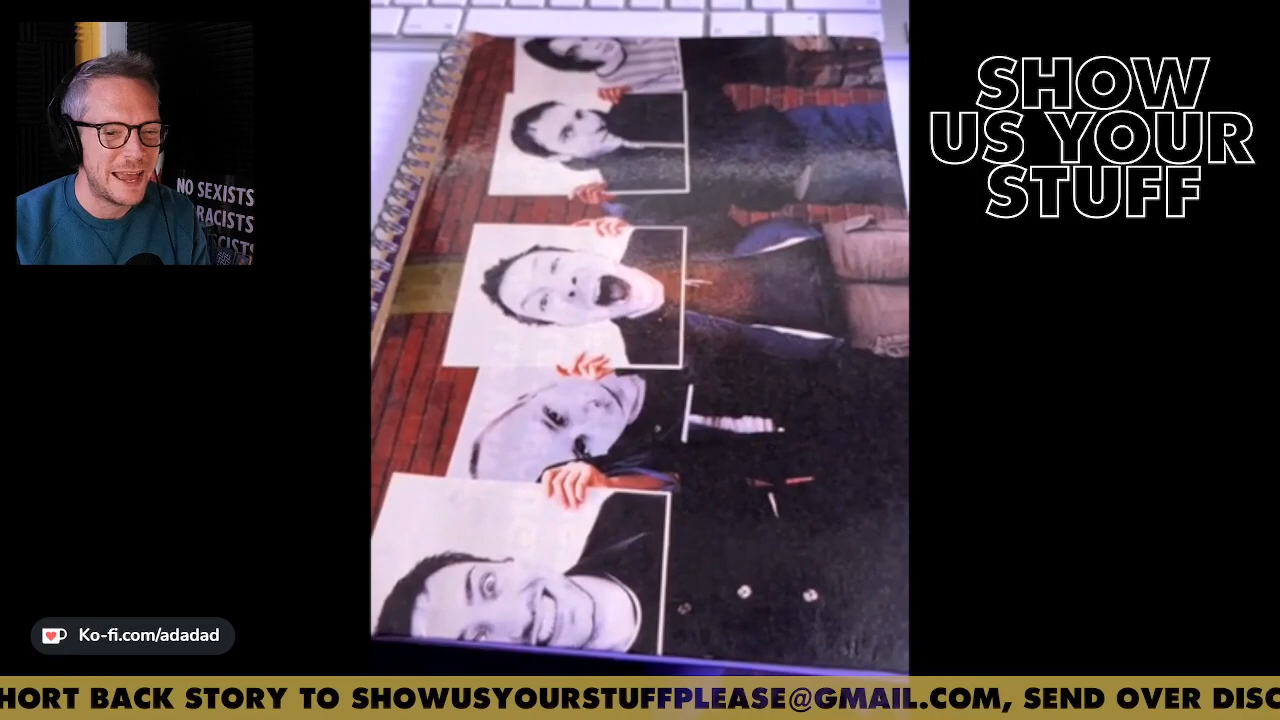 SHOW
US YOUR
STUFF
NO SEXISTS
RACISTS
Ko-fi.com/adadad
HORT BACK STORY TO SHOWUSYOURSTUFFPLEASE@GMAIL.COM, SEND OVER DISC